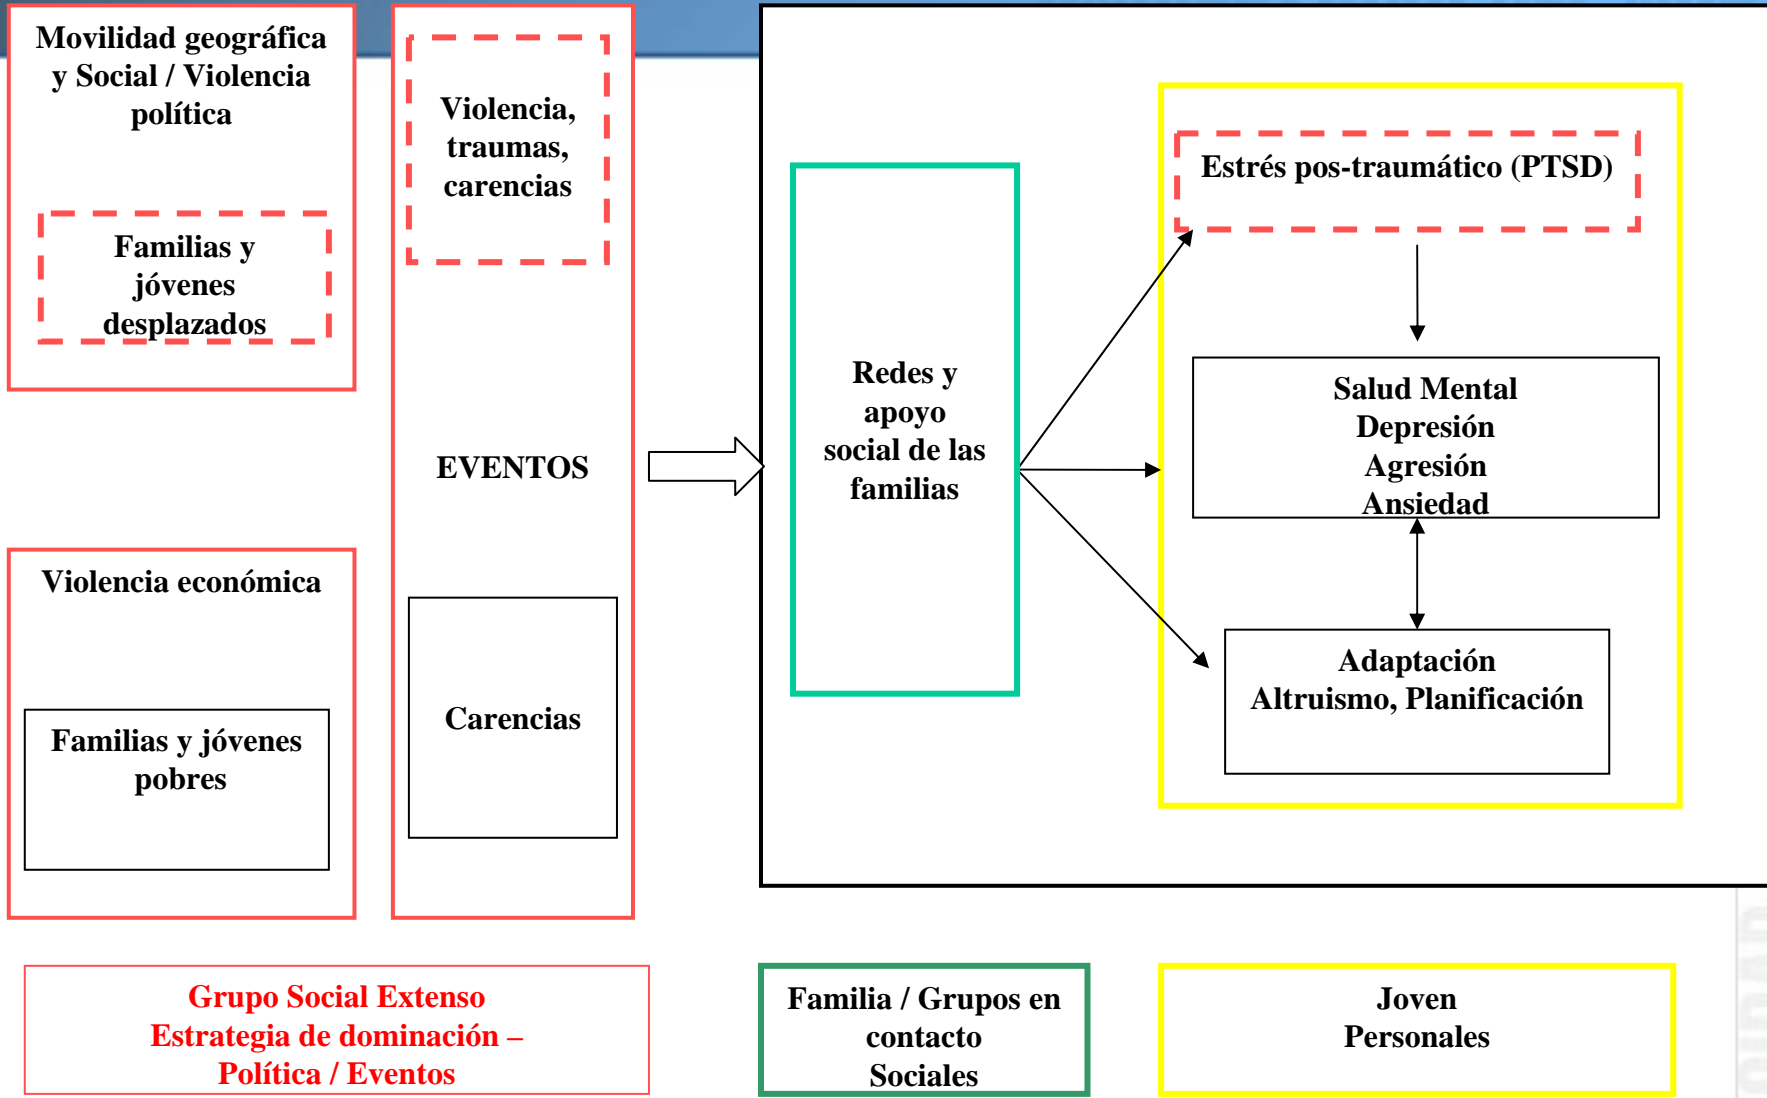 Movilidad geográfica
y Social / Violencia
política
Familias y
jóvenes
desplazados
Violencia económica
Familias y jóvenes
pobres
Violencia,
traumas,
carencias
EVENTOS
Carencias
Redes y
apoyo
social de las
familias
Estrés pos-traumático (PTSD)
Salud Mental
Depresión
Agresión
Ansiedad
Adaptación
Altruismo, Planificación
Grupo Social Extenso
Estrategia de dominación –
Política / Eventos
Familia / Grupos en
contacto
Sociales
Joven
Personales